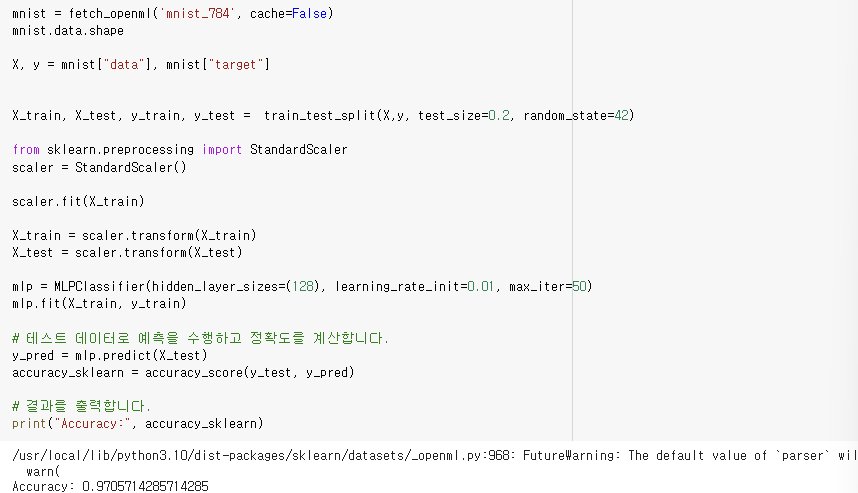 mnist = fetch_openml('mnist_784', cache=False)
mnist.data.shape
X, y = mnist["data"], mnist["target"]
X_train, X_test, y_train, y_test =  train_test_split(X,y, test_size=0.2, random_state=42)
from sklearn.preprocessing import StandardScaler
scaler = StandardScaler()
scaler.fit(X_train)
X_train = scaler.transform(X_train)
X_test = scaler.transform(X_test)
mlp = MLPClassifier(hidden_layer_sizes=(128), learning_rate_init=0.01, max_iter=50)
mlp.fit(X_train, y_train)
# 테스트 데이터로 예측을 수행하고 정확도를 계산합니다.
y_pred = mlp.predict(X_test)
accuracy_sklearn = accuracy_score(y_test, y_pred)
# 결과를 출력합니다.
print("Accuracy:", accuracy_sklearn)
/usr/local/lib/python3.10/dist-packages/sklearn/datasets/_openml.py:968: FutureWarning: The default value of `parser` wil
  warn(
Accuracy: 0.9705714285714285